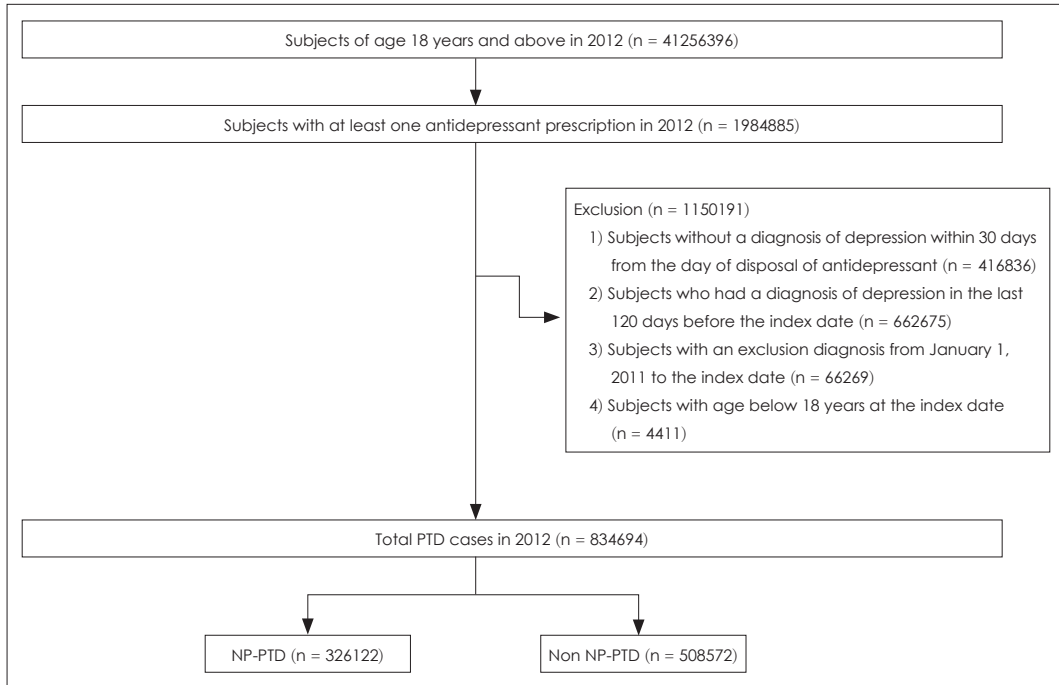 Subjects of age 18 years and above in 2012 (n = 41256396)
Subjects with at least one antidepressant prescription in 2012 (n = 1984885)
Exclusion (n = 1150191)
1) Subjects without a diagnosis of depression within 30 days
from the day of disposal of antidepressant (n = 416836)
2) Subjects who had a diagnosis of depression in the last
120 days before the index date (n = 662675)
3) Subjects with an exclusion diagnosis from January 1,
2011 to the index date (n = 66269)
4) Subjects with age below 18 years at the index date
(n = 4411)
Total PTD cases in 2012 (n = 834694)
NP-PTD (n = 326122)
Non NP-PTD (n = 508572)